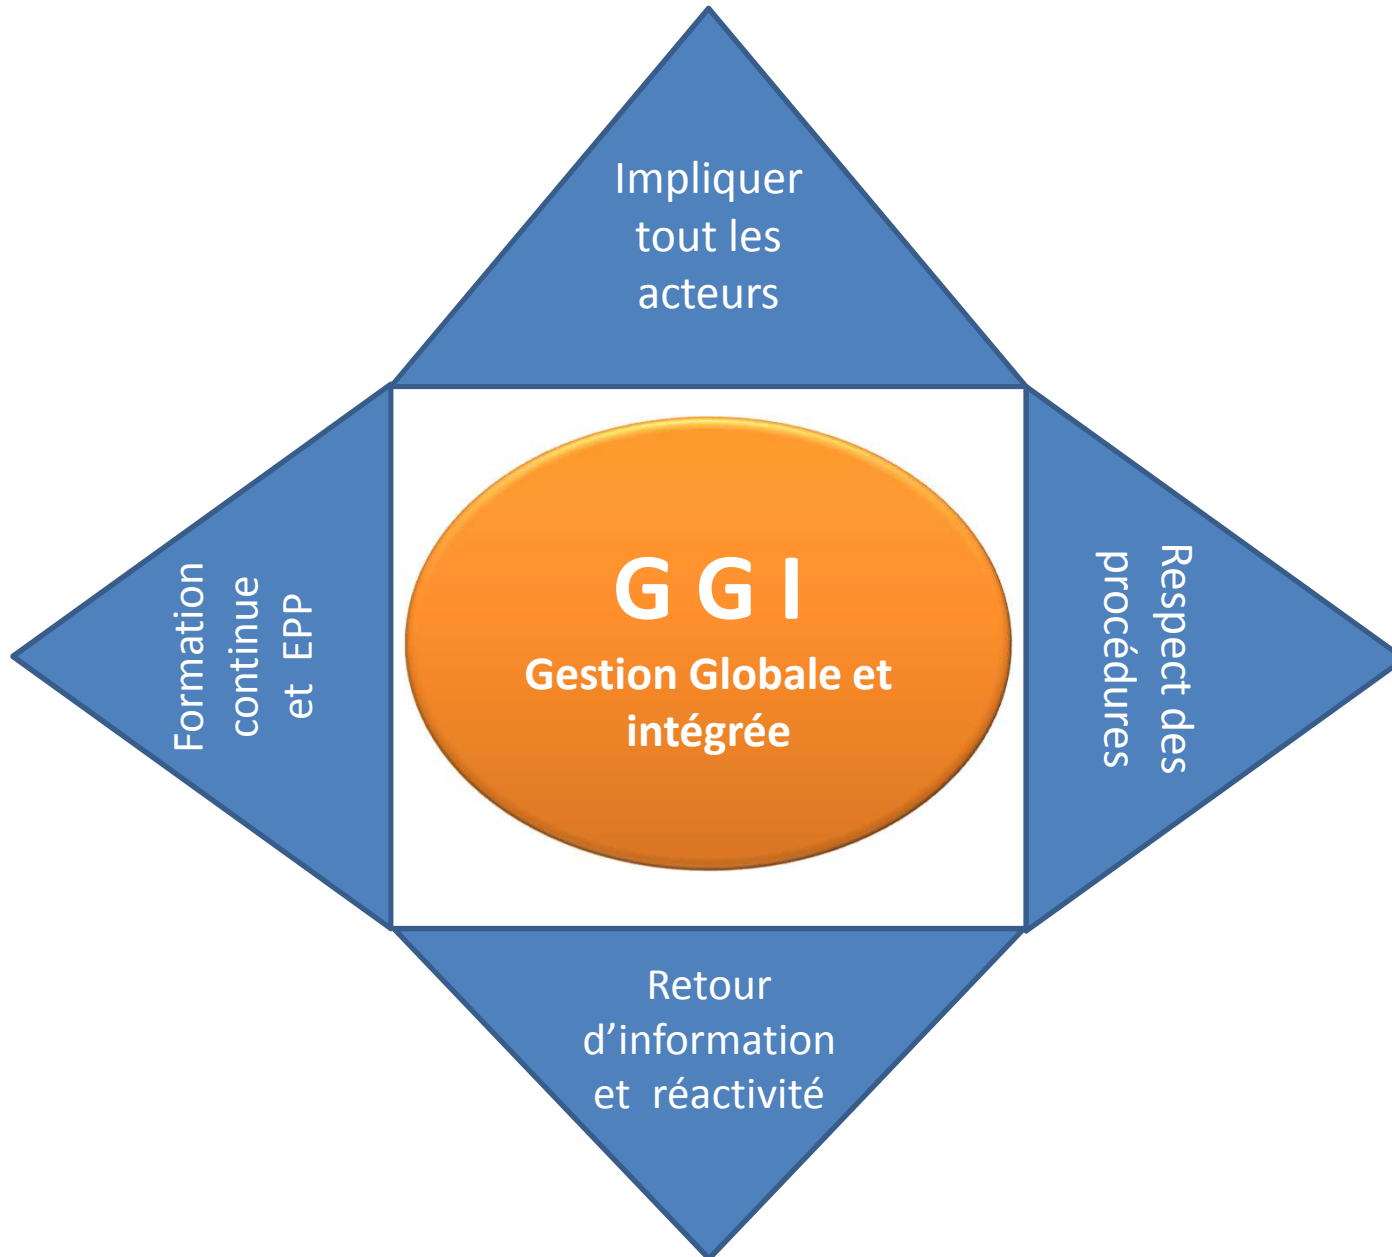 Impliquer
tout les
acteurs
Formation
continue
et EPP
G G I
Gestion Globale et
intégrée
Respect des
procédures
Retour
d’information
et réactivité